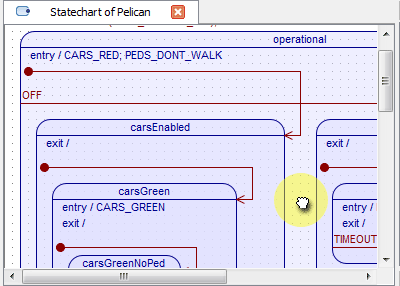 Statechart of Pelican
operational
entry / CARS_RED; PEDS_DONT_WALK
OFF
carsEnabled
exit /
exit /
carsGreen
entry / CARS_GREEN
exit /
entry /
exit /
TIMEOUT
carsGreenNoPed